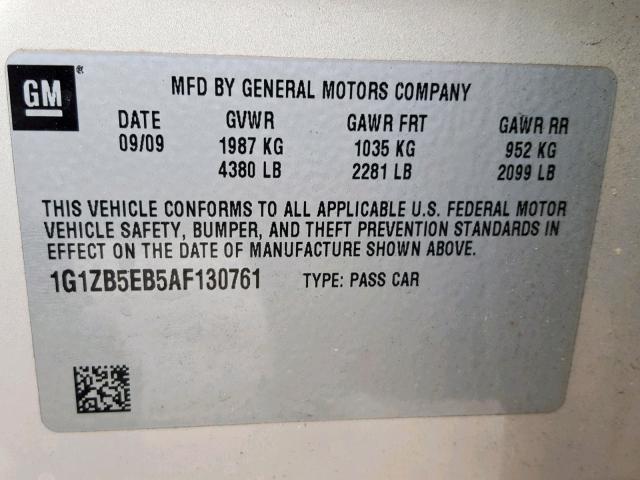 GM ®
MFD BY GENERAL MOTORS COMPANY
DATE GVWR GAWR FRT GAWR RR
09/09 1987 KG 1035 KG 952 KG
4380 LB 2281 LB 2099 LB
THIS VEHICLE CONFORMS TO ALL APPLICABLE U.S. FEDERAL MOTOR
VEHICLE SAFETY, BUMPER, AND THEFT PREVENTION STANDARDS IN
EFFECT ON THE DATE OF MANUFACTURE SHOWN ABOVE.
1G1ZB5EB5AF130761 TYPE: PASS CAR